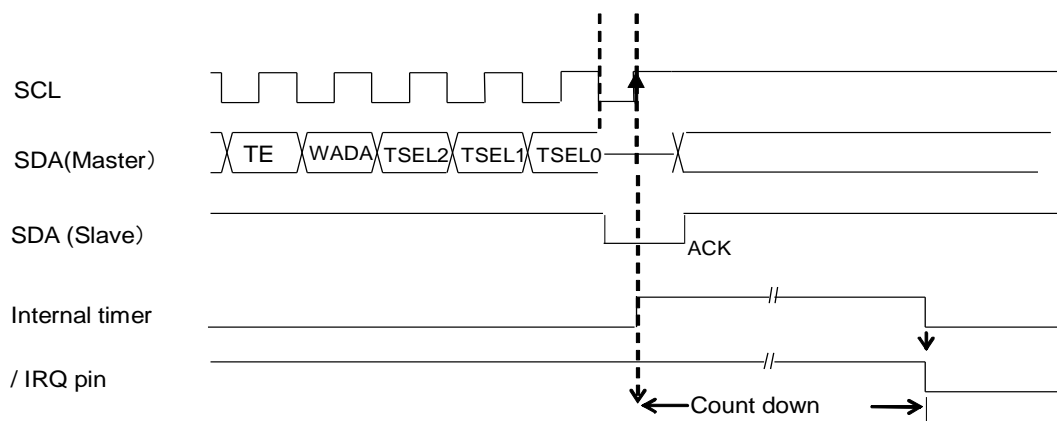 SCL
SDA(Master）
TE WADA TSEL2 TSEL1 TSEL0
SDA (Slave）
ACK
Internal timer
//
/ IRQ pin
//
Count down